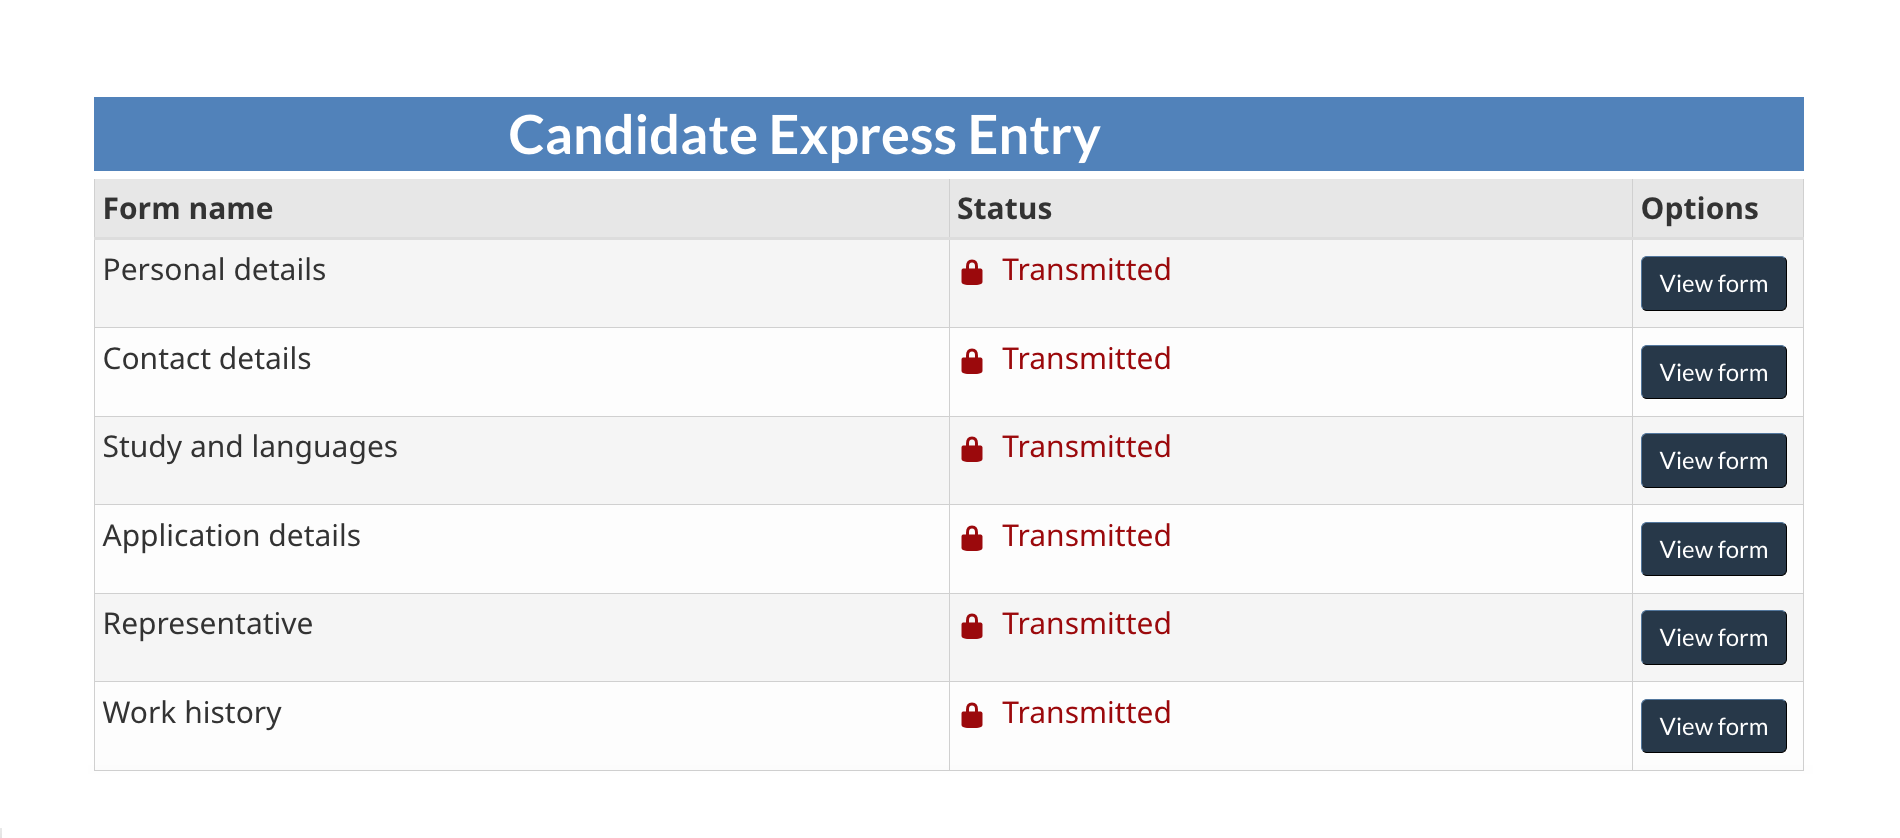 Candidate Express Entry
Form name Status Options
Personal details Transmitted View form
Contact details Transmitted View form
Study and languages Transmitted View form
Application details Transmitted View form
Representative Transmitted View form
Work history Transmitted View form